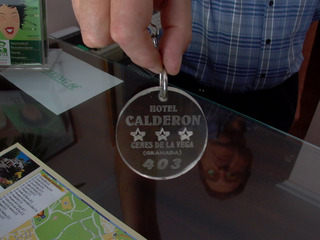 HOTEL
CALDERON
CENES DE LA VEGA
(GRANADA)
403